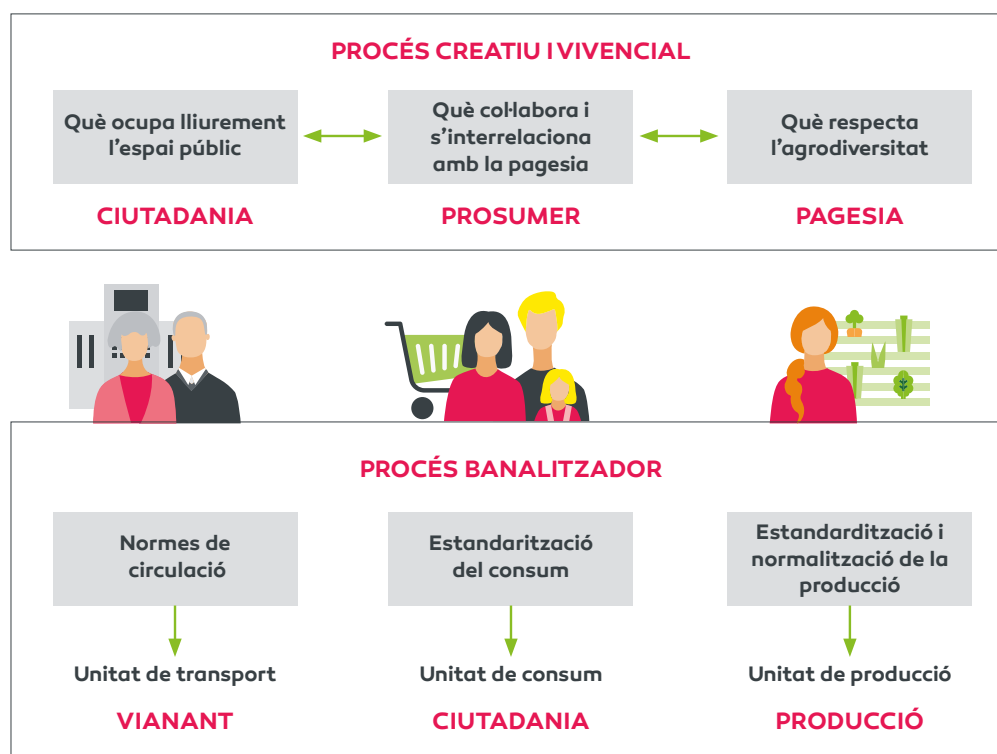 PROCÉS CREATIU I VIVENCIAL
Què ocupa lliurement
l’espai públic
Què col·labora i
s’interrelaciona
amb la pagesia
Què respecta
l’agrodiversitat
CIUTADANIA
PROSUMER
PAGESIA
PROCÉS BANALITZADOR
Normes de
circulació
Estandarització
del consum
Estandardització i
normalització de la
producció
Unitat de transport
Unitat de consum
Unitat de producció
VIANANT
CIUTADANIA
PRODUCCIÓ